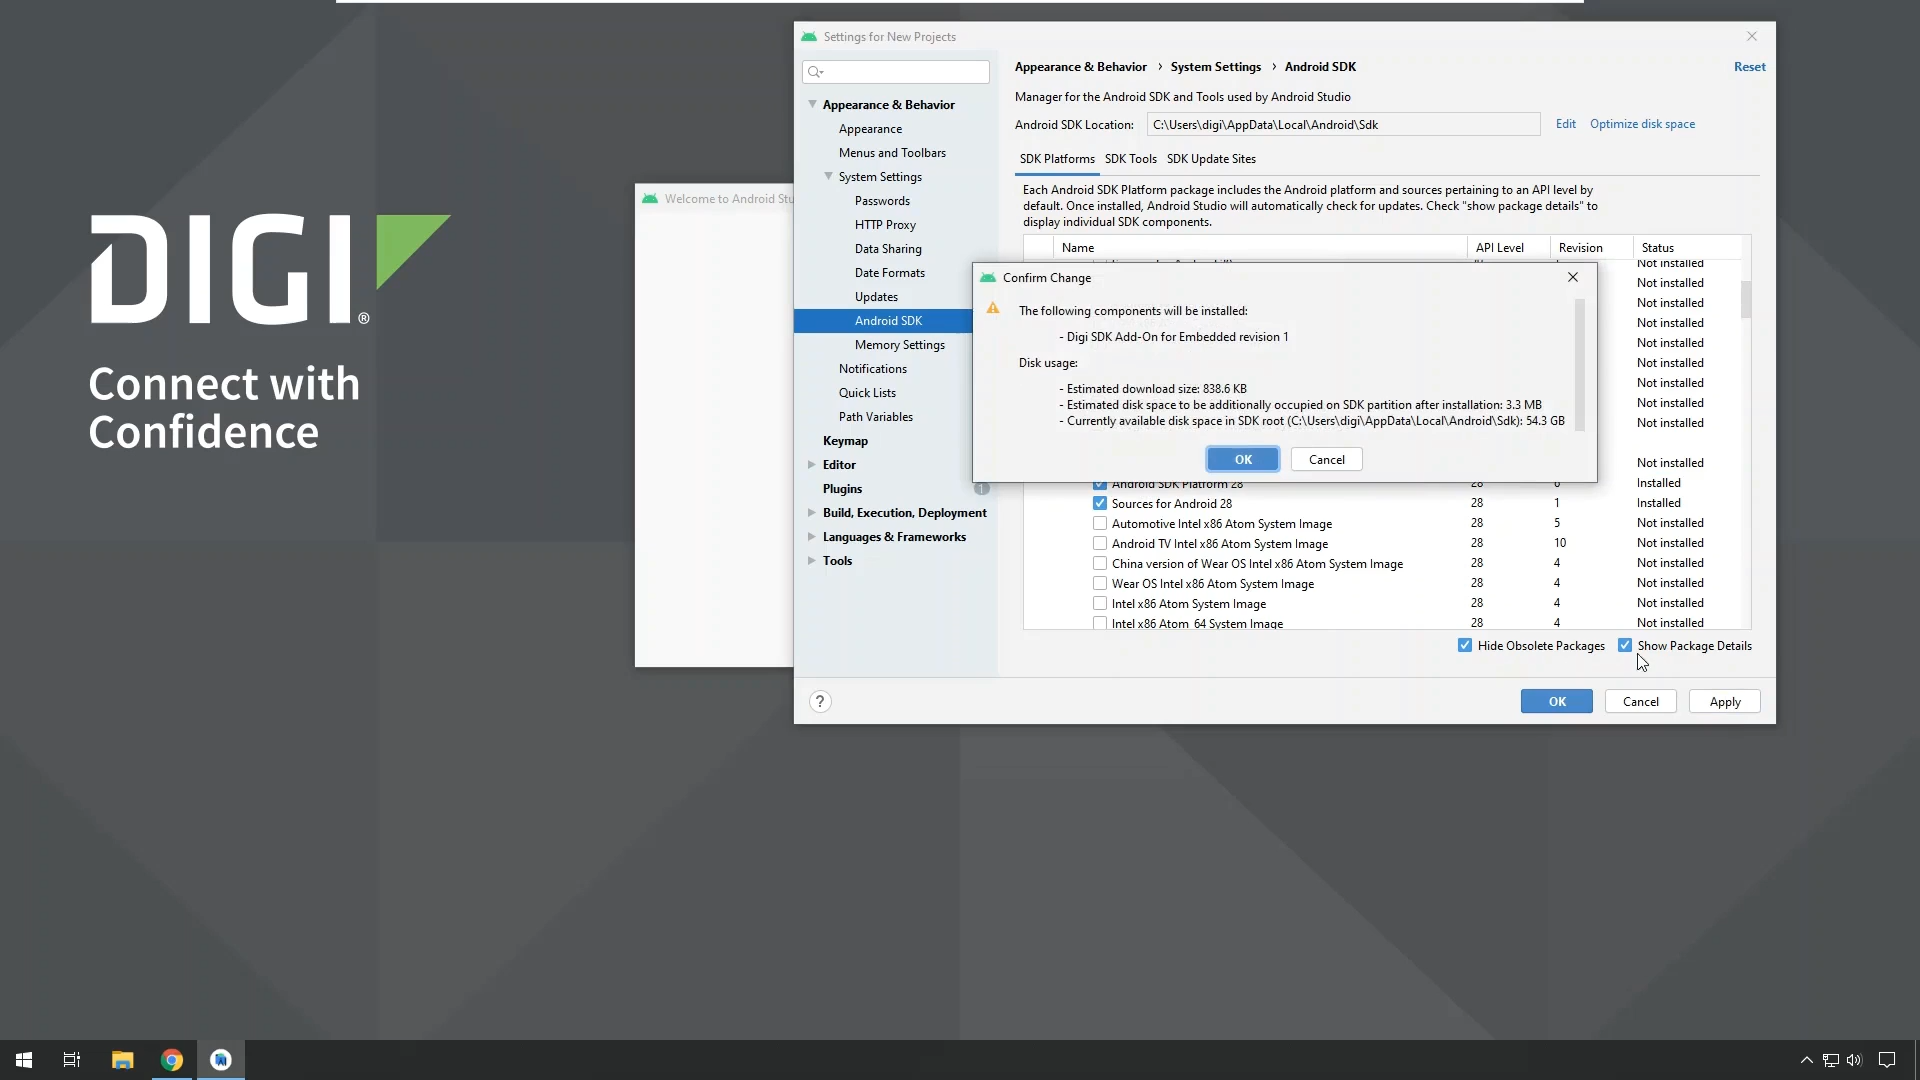 DIGI
®
Connect with
Confidence
Welcome to Android Stu
Settings for New Projects
Appearance & Behavior
Appearance
Menus and Toolbars
System Settings
Passwords
HTTP Proxy
Data Sharing
Date Formats
Updates
Android SDK
Memory Settings
Notifications
Quick Lists
Path Variables
Keymap
Editor
Plugins
1
Build, Execution, Deployment
Languages & Frameworks
Tools
Appearance & Behavior › System Settings › Android SDK
Reset
Manager for the Android SDK and Tools used by Android Studio
Android SDK Location: C:\Users\digi\AppData\Local\Android\Sdk Edit Optimize disk space
SDK Platforms SDK Tools SDK Update Sites
Each Android SDK Platform package includes the Android platform and sources pertaining to an API level by
default. Once installed, Android Studio will automatically check for updates. Check "show package details" to
display individual SDK components.
Name API Level Revision Status
Not installed
Not installed
Not installed
Not installed
Not installed
Not installed
Not installed
Not installed
Not installed
Not installed
Confirm Change
The following components will be installed:
- Digi SDK Add-On for Embedded revision 1
Disk usage:
- Estimated download size: 838.6 KB
- Estimated disk space to be additionally occupied on SDK partition after installation: 3.3 MB
- Currently available disk space in SDK root (C:\Users\digi\AppData\Local\Android\Sdk): 54.3 GB
OK Cancel
Android SDK Platform 28 28 6 Installed
Sources for Android 28 28 1 Installed
Automotive Intel x86 Atom System Image 28 5 Not installed
Android TV Intel x86 Atom System Image 28 10 Not installed
China version of Wear OS Intel x86 Atom System Image 28 4 Not installed
Wear OS Intel x86 Atom System Image 28 4 Not installed
Intel x86 Atom System Image 28 4 Not installed
Intel x86 Atom_64 System Image 28 4 Not installed
Hide Obsolete Packages Show Package Details
?
OK Cancel Apply